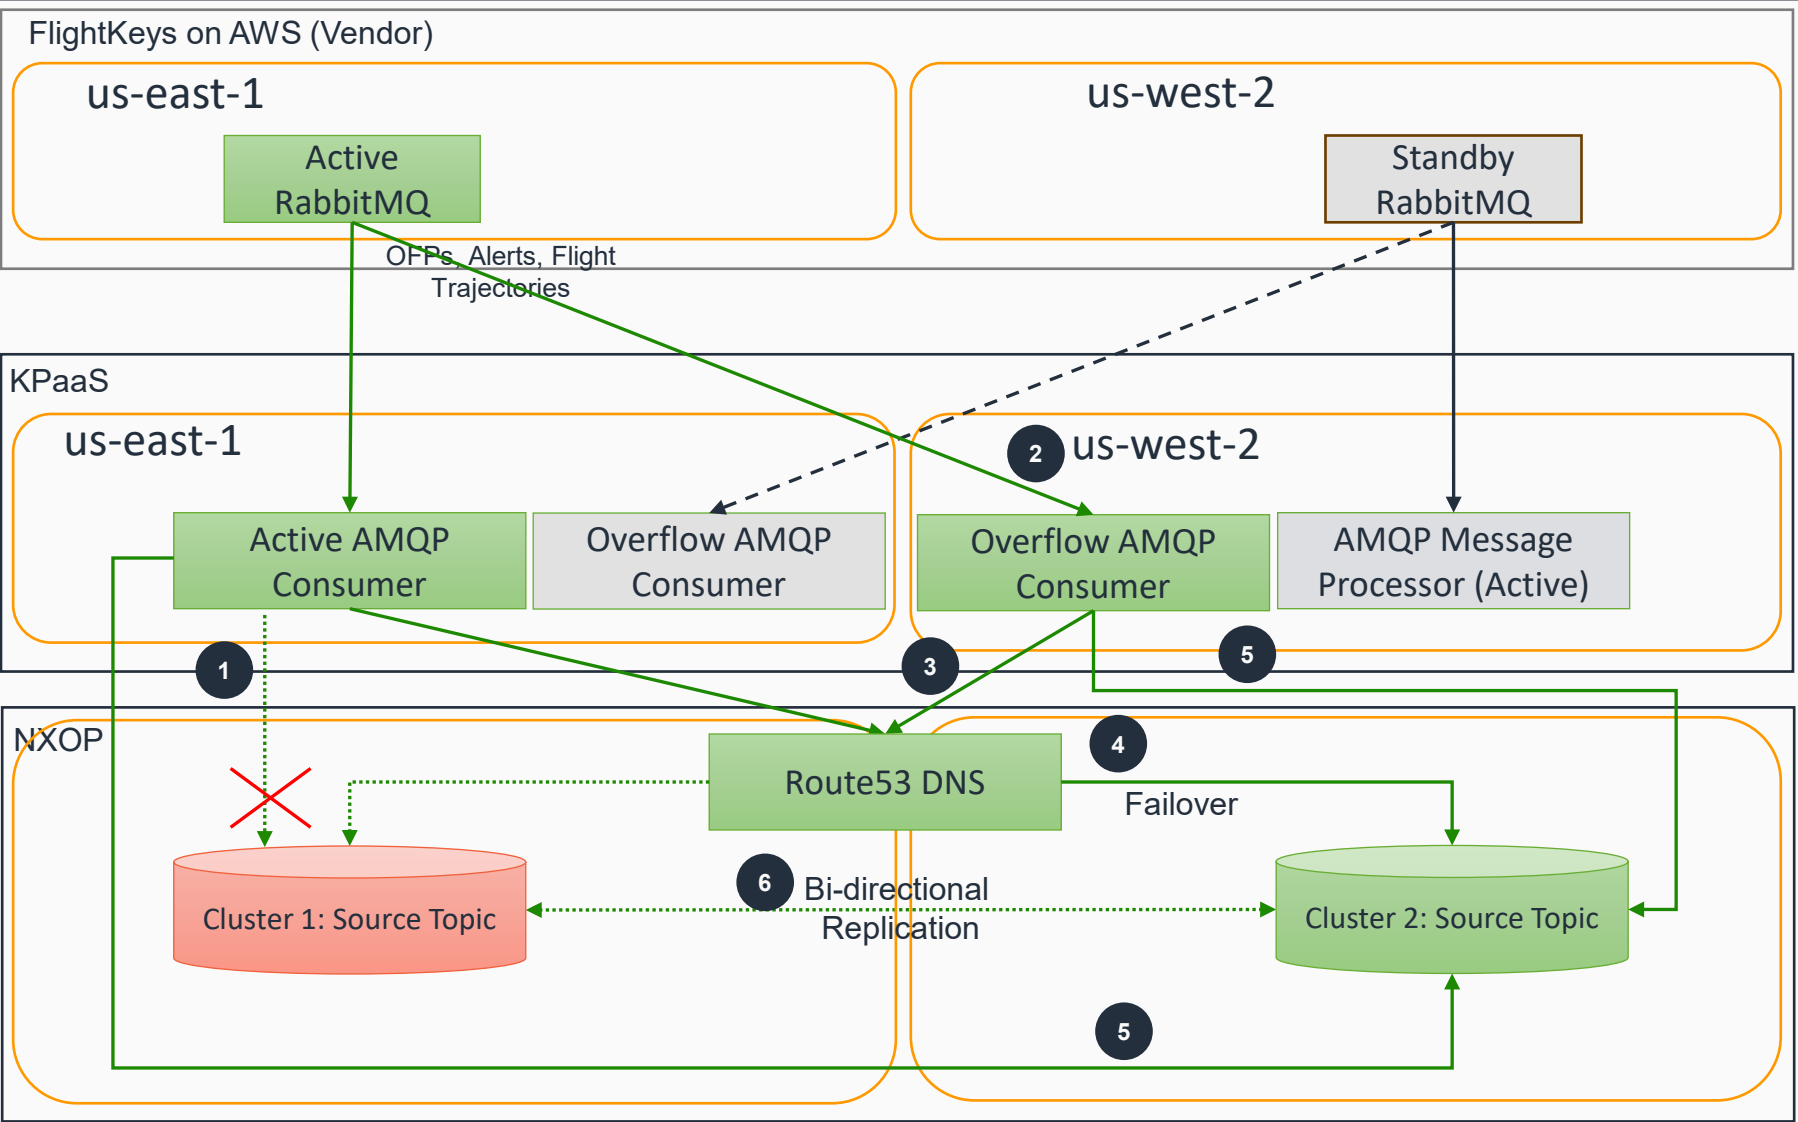 FlightKeys on AWS (Vendor)
us-east-1
us-west-2
Active
RabbitMQ
Standby
RabbitMQ
OFPs, Alerts, Flight
Trajectories
KPaaS
us-east-1
2
us-west-2
Active AMQP
Consumer
Overflow AMQP
Consumer
Overflow AMQP
Consumer
AMQP Message
Processor (Active)
1
3
5
NXOP
Route53 DNS
4
Failover
6
Bi-directional
Replication
Cluster 1: Source Topic
Cluster 2: Source Topic
5